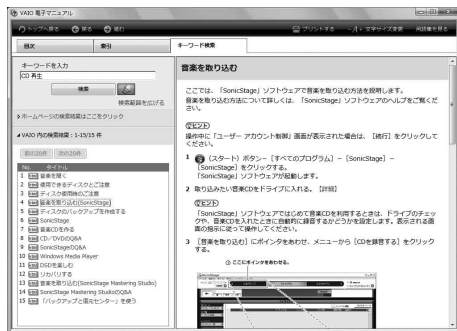 VAIO 電子マニュアル
トップへ戻る 戻る 進む プリントする 文字サイズ変更 用語集を見る
目次 索引 キーワード検索
キーワードを入力
CD 再生
検索
検索範囲を広げる
ホームページの検索結果はここをクリック
VAIO 内の検索結果：1-15/15 件
前の20件 次の20件
No. タイトル
1 音楽を聞く
2 使用できるディスクとご注意
3 ディスク使用時のご注意
4 音楽を取り込む(SonicStage)
5 ディスクのバックアップを作成する
6 SonicStage
7 音楽CDを作る
8 CD／DVDのQ&A
9 SonicStageのQ&A
10 Windows Media Player
11 DSDを楽しむ
12 リカバリする
13 音楽を取り込む(SonicStage Mastering Studio)
14 SonicStage Mastering StudioのQ&A
15 「バックアップと復元センター」を使う
音楽を取り込む
ここでは、「SonicStage」ソフトウェアで音楽を取り込む方法を説明します。
音楽を取り込む方法について詳しくは、「SonicStage」ソフトウェアのヘルプをご覧くだ
さい。
ヒント
操作中に「ユーザー アカウント制御」画面が表示された場合は、［続行］をクリックして
ください。
1 （スタート）ボタン－［すべてのプログラム］－［SonicStage］－
［SonicStage］をクリックする。
「SonicStage」ソフトウェアが起動します。
2 取り込みたい音楽CDをドライブに入れる。［詳細］
ヒント
「SonicStage」ソフトウェアではじめて音楽CDを利用するときは、ドライブのチェッ
クや、音楽CDを入れたときに自動的に録音するかどうかを設定します。表示される画
面の指示に従って操作してください。
3 ［音楽を取り込む］にポインタをあわせ、メニューから［CDを録音する］をクリック
する。
① ここにポインタをあわせる。